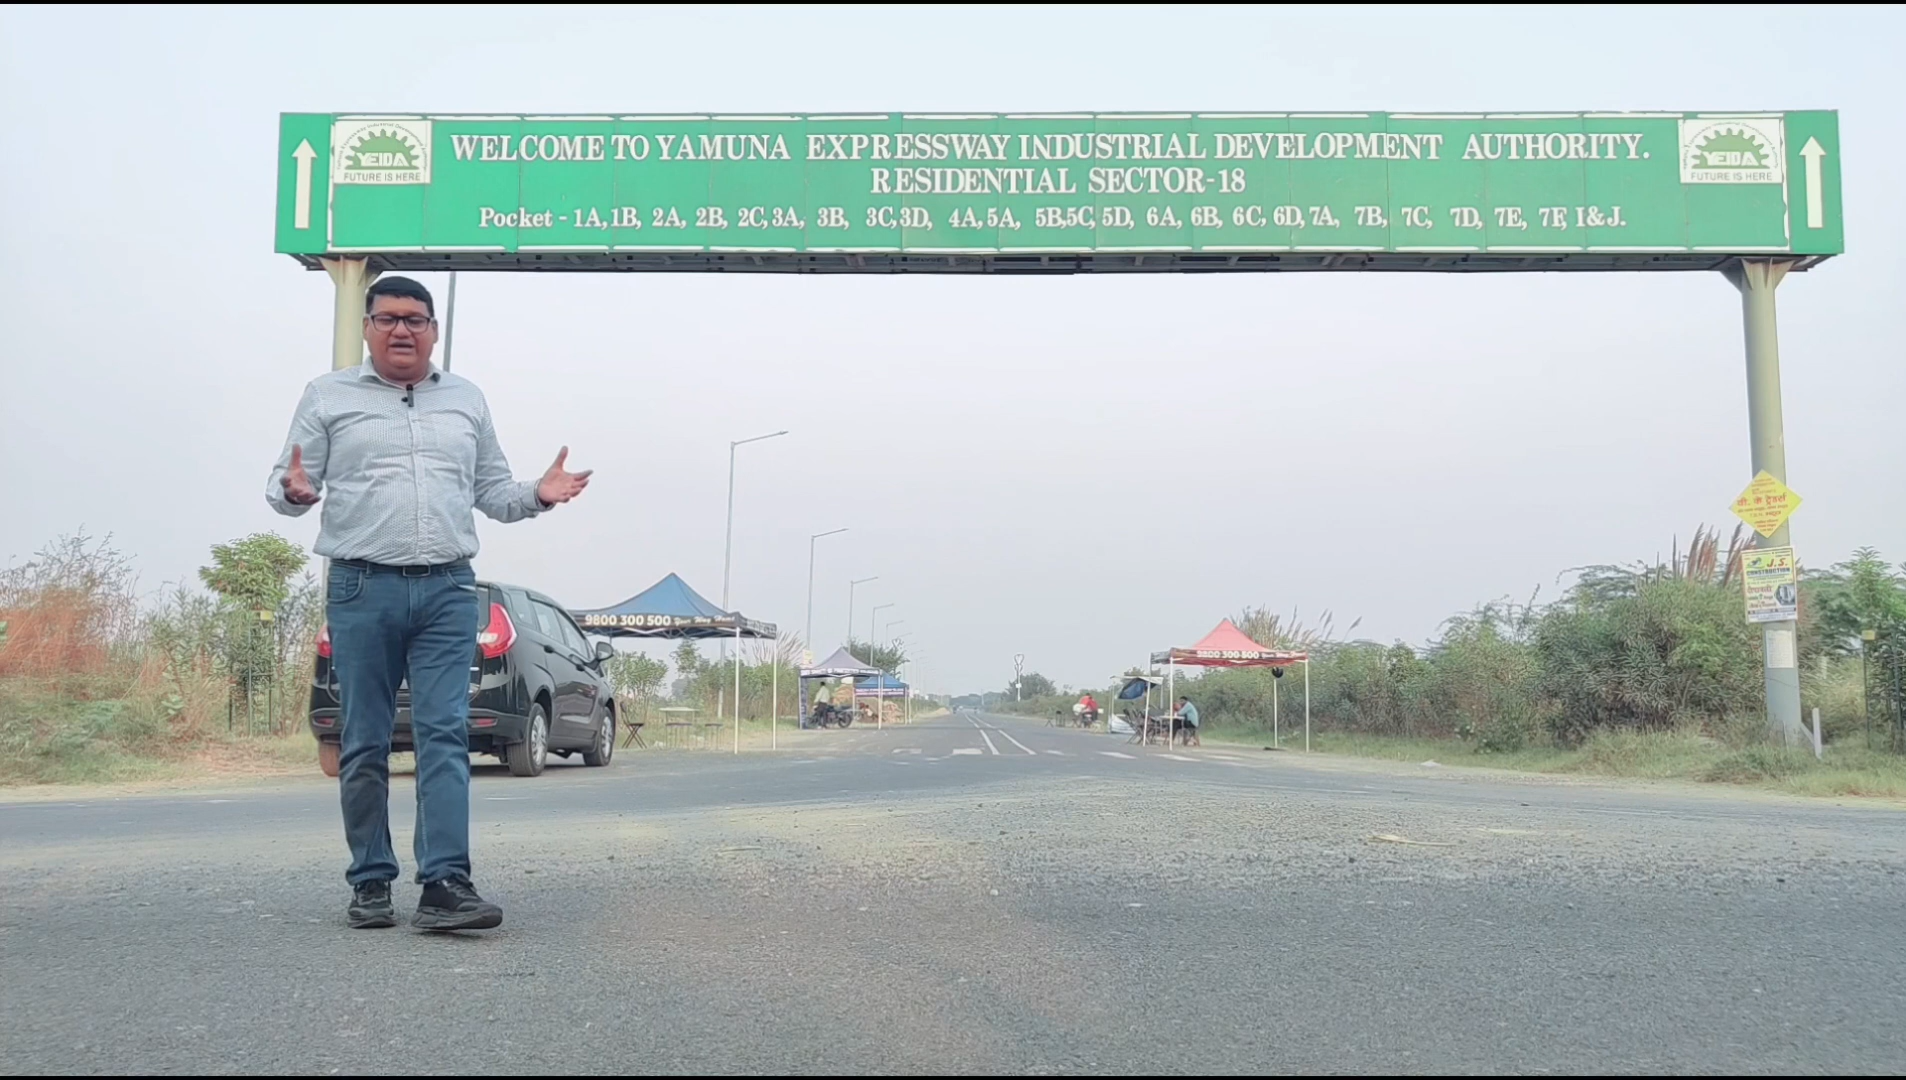 YEIDA
FUTURE IS HERE
WELCOME TO YAMUNA EXPRESSWAY INDUSTRIAL DEVELOPMENT AUTHORITY.
RESIDENTIAL SECTOR-18
Pocket - 1A, 1B, 2A, 2B, 2C, 3A, 3B, 3C, 3D, 4A, 5A, 5B, 5C, 5D, 6A, 6B, 6C, 6D, 7A, 7B, 7C, 7D, 7E, 7F, I & J.
YEIDA
FUTURE IS HERE
9800 300 500
9800 300 500
वी. के ट्रेडर्स
J.S.
CONSTRUCTION